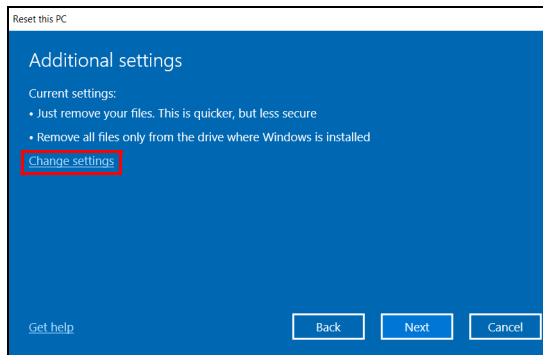 Reset this PC
Additional settings
Current settings:
• Just remove your files. This is quicker, but less secure
• Remove all files only from the drive where Windows is installed
Change settings
Get help
Back
Next
Cancel